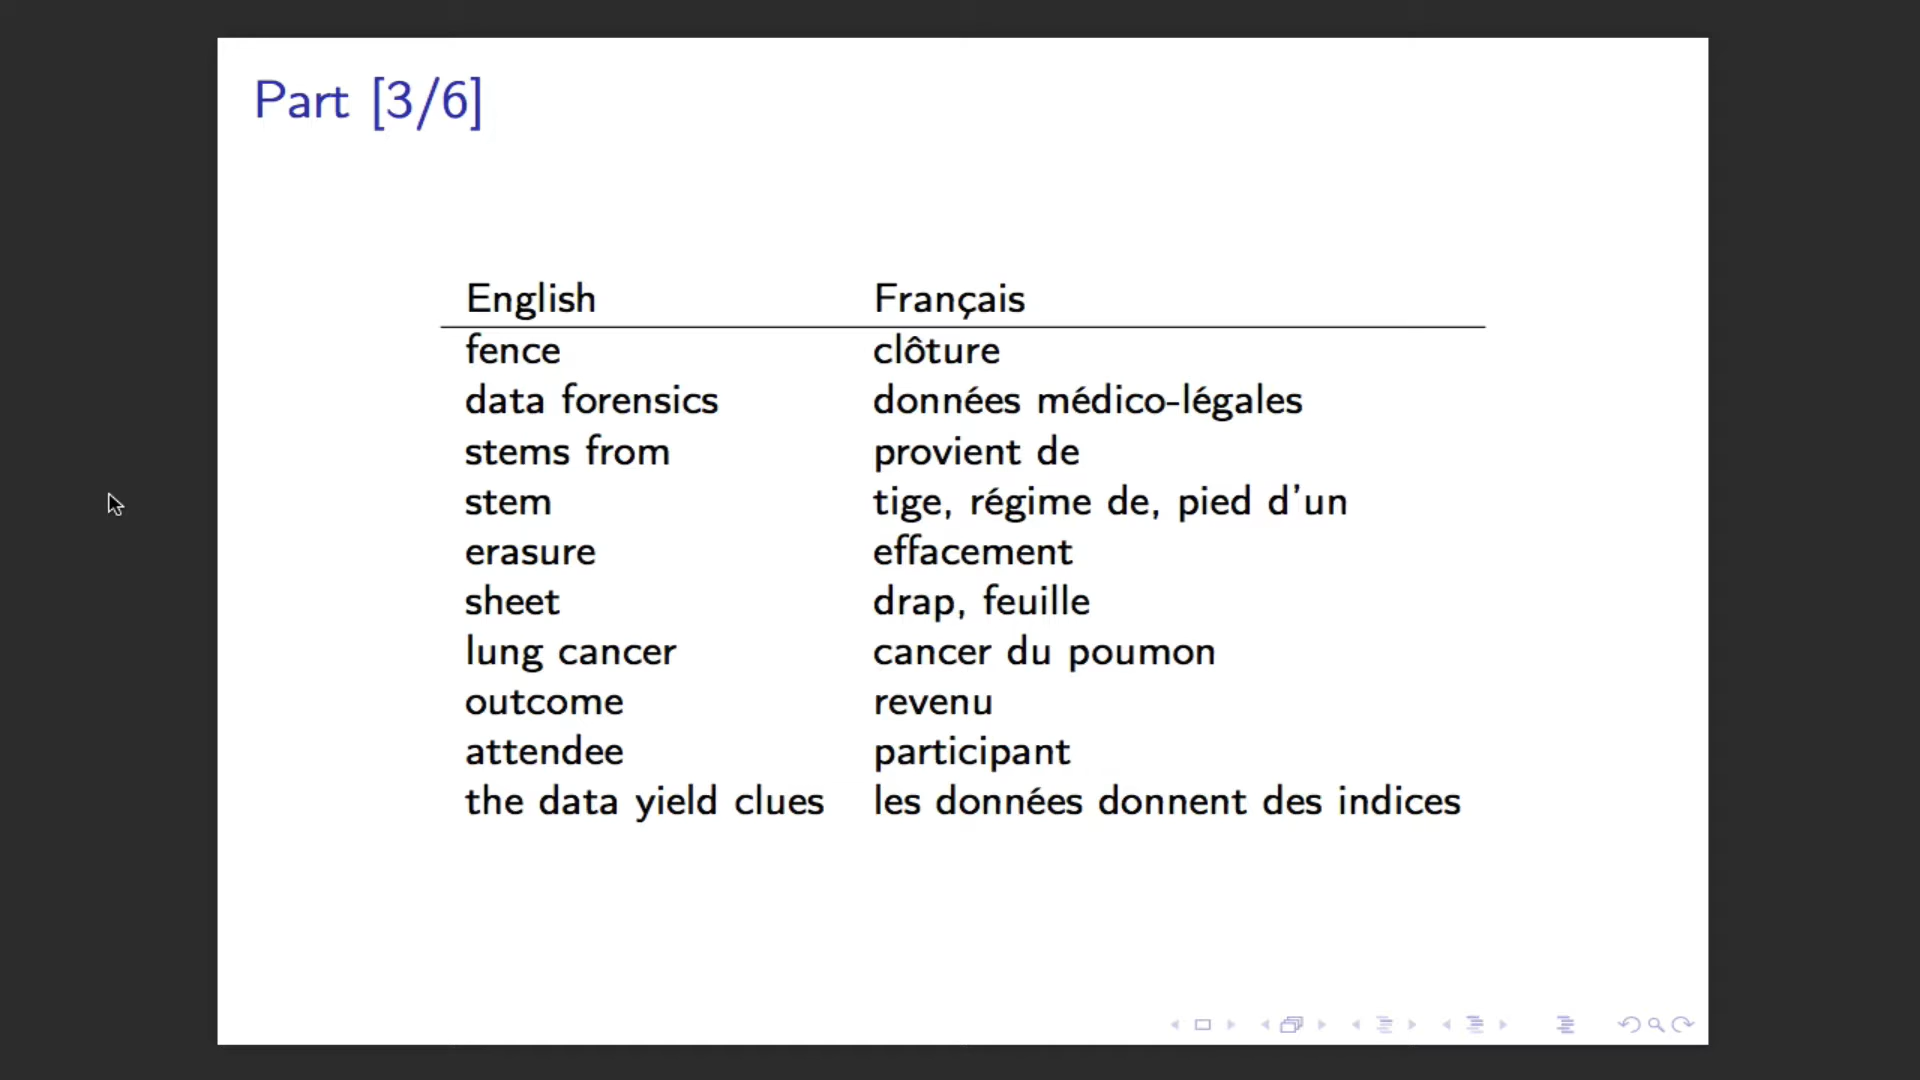 Part [3/6]
English Français
fence clôture
data forensics données médico-légales
stems from provient de
stem tige, régime de, pied d'un
erasure effacement
sheet drap, feuille
lung cancer cancer du poumon
outcome revenu
attendee participant
the data yield clues les données donnent des indices